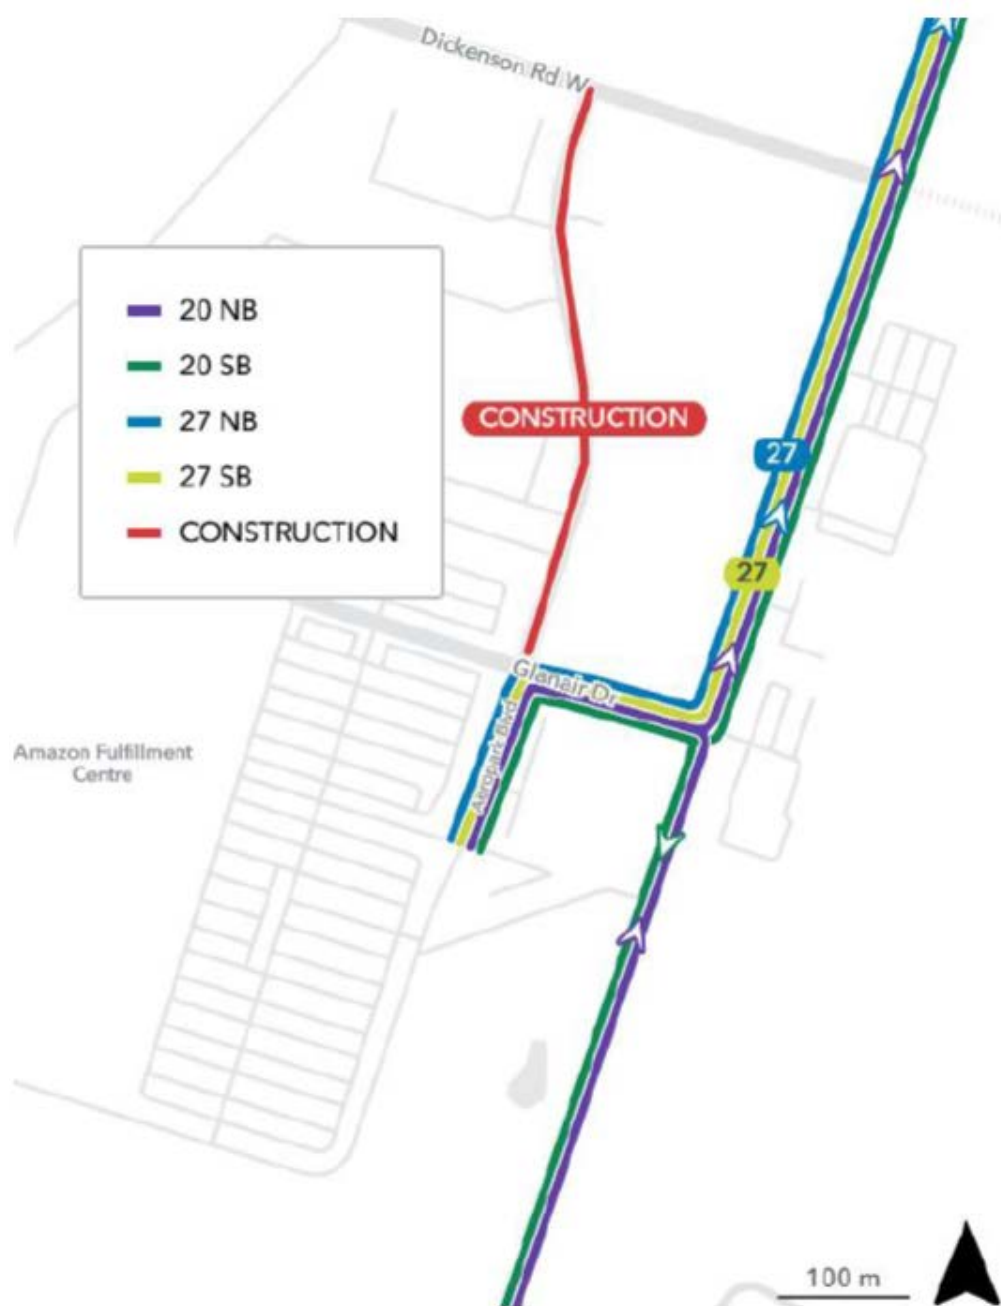 Dickenson Rd W
20 NB
20 SB
27 NB
27 SB
CONSTRUCTION
CONSTRUCTION
27
27
Glanair Dr
Aeropark Blvd
Amazon Fulfillment
Centre
100 m